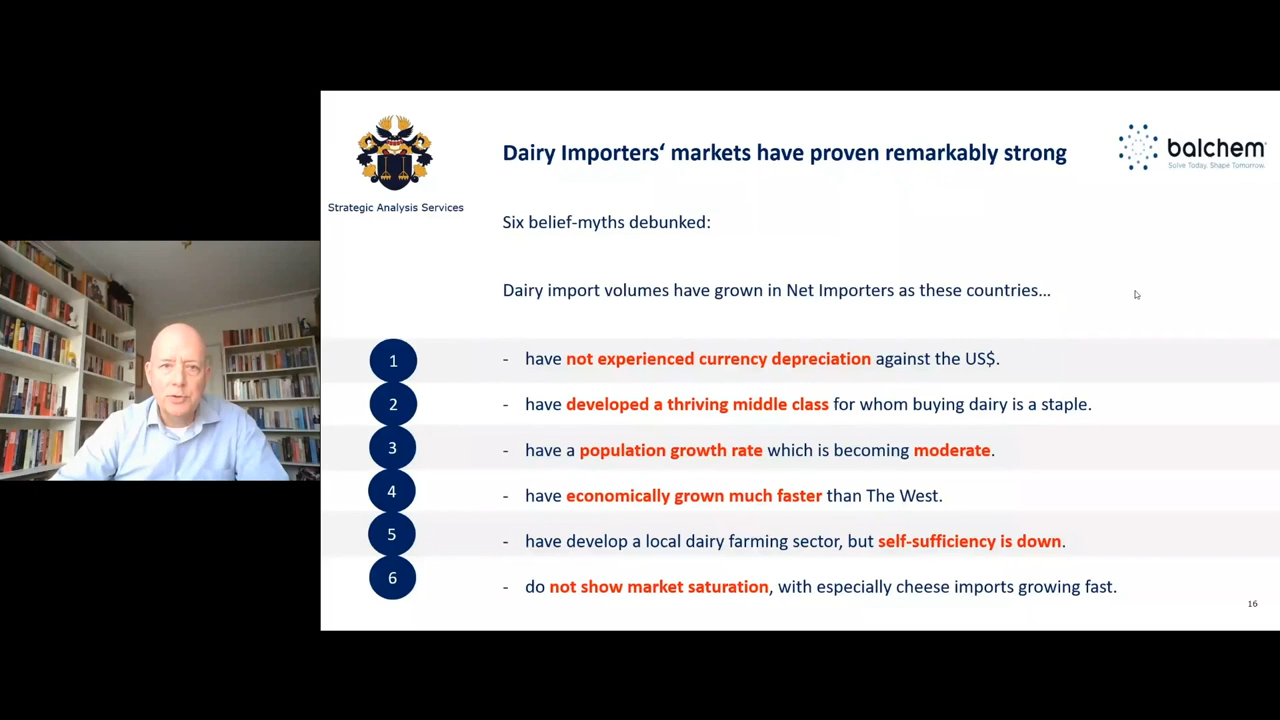 Dairy Importers‘ markets have proven remarkably strong
balchem
Solve Today. Shape Tomorrow.
Strategic Analysis Services
Six belief-myths debunked:
Dairy import volumes have grown in Net Importers as these countries...
1 - have not experienced currency depreciation against the US$.
2 - have developed a thriving middle class for whom buying dairy is a staple.
3 - have a population growth rate which is becoming moderate.
4 - have economically grown much faster than The West.
5 - have develop a local dairy farming sector, but self-sufficiency is down.
6 - do not show market saturation, with especially cheese imports growing fast.
16